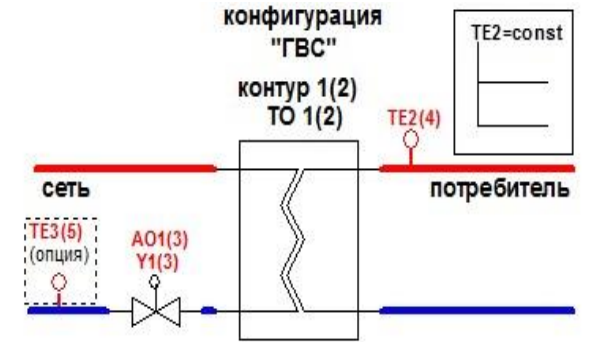 конфигурация
"ГВС"
контур 1(2)
ТО 1(2)
TE2=const
TE2(4)
сеть
потребитель
TE3(5)
(опция)
AO1(3)
Y1(3)